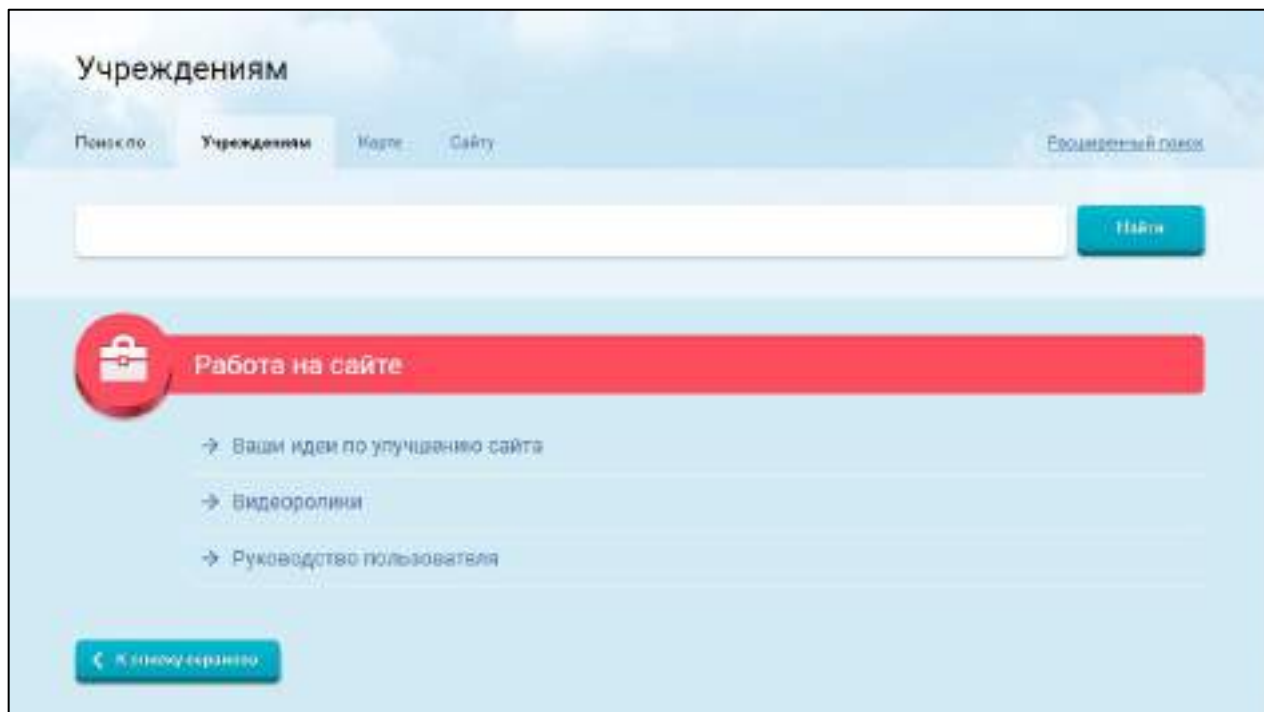 Учреждениям
Поиск по Учреждениям Карте Сайту Расширенный поиск
Найти
Работа на сайте
→ Ваши идеи по улучшению сайта
→ Видеоролики
→ Руководство пользователя